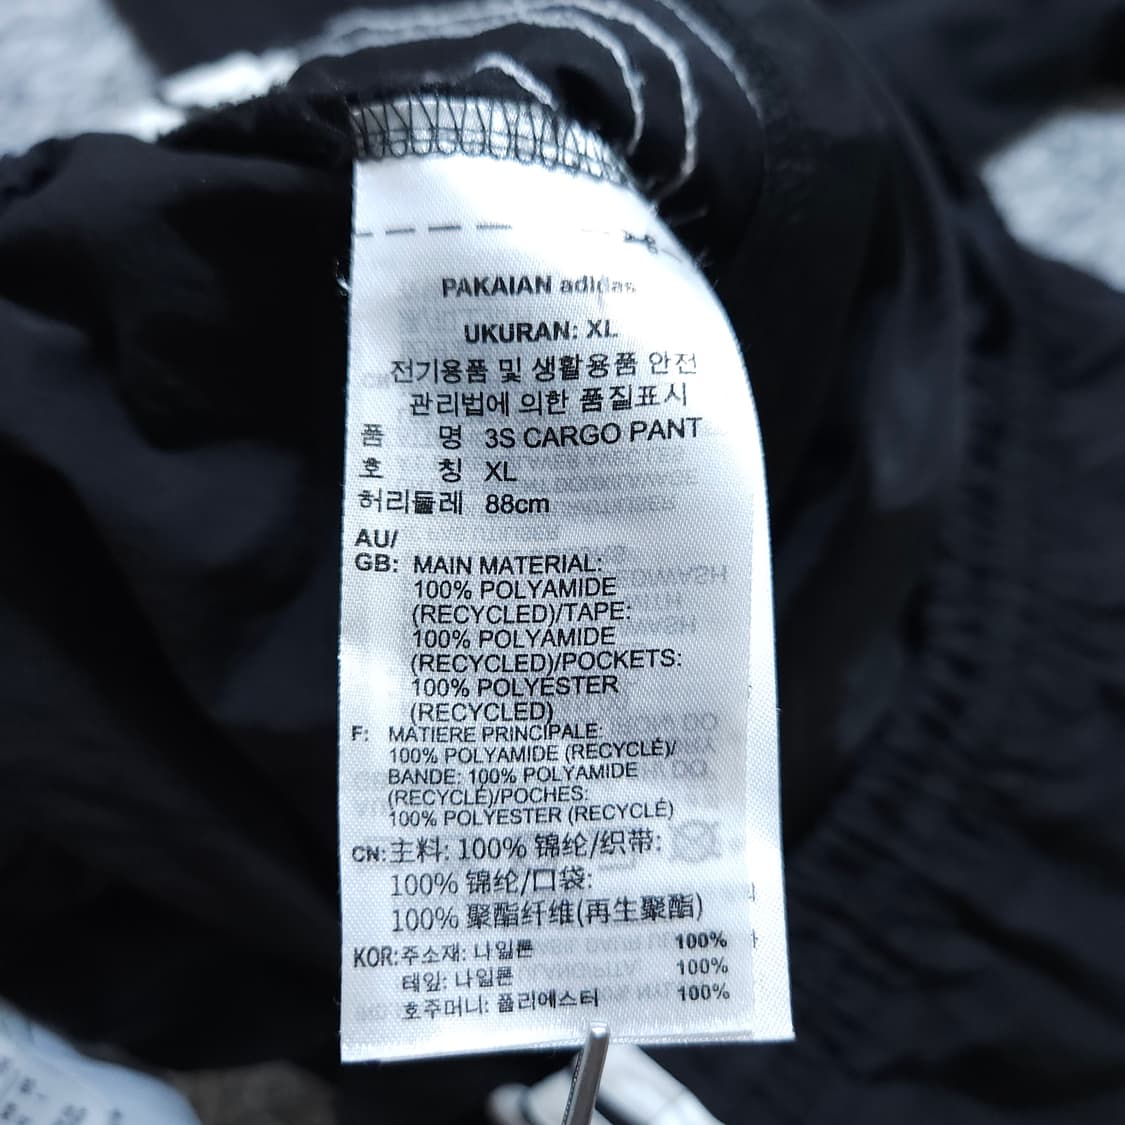 PAKAIAN adidas
UKURAN: XL
전기용품 및 생활용품 안전
관리법에 의한 품질표시
품 명 3S CARGO PANT
호 칭 XL
허리둘레 88cm
AU/
GB: MAIN MATERIAL:
100% POLYAMIDE
(RECYCLED)/TAPE:
100% POLYAMIDE
(RECYCLED)/POCKETS:
100% POLYESTER
(RECYCLED)
F: MATIERE PRINCIPALE:
100% POLYAMIDE (RECYCLÉ)/
BANDE: 100% POLYAMIDE
(RECYCLÉ)/POCHES:
100% POLYESTER (RECYCLÉ)
CN: 主料: 100% 锦纶/织带:
100% 锦纶/口袋:
100% 聚酯纤维(再生聚酯)
KOR: 주소재: 나일론 100%
테잎: 나일론 100%
호주머니: 폴리에스터 100%